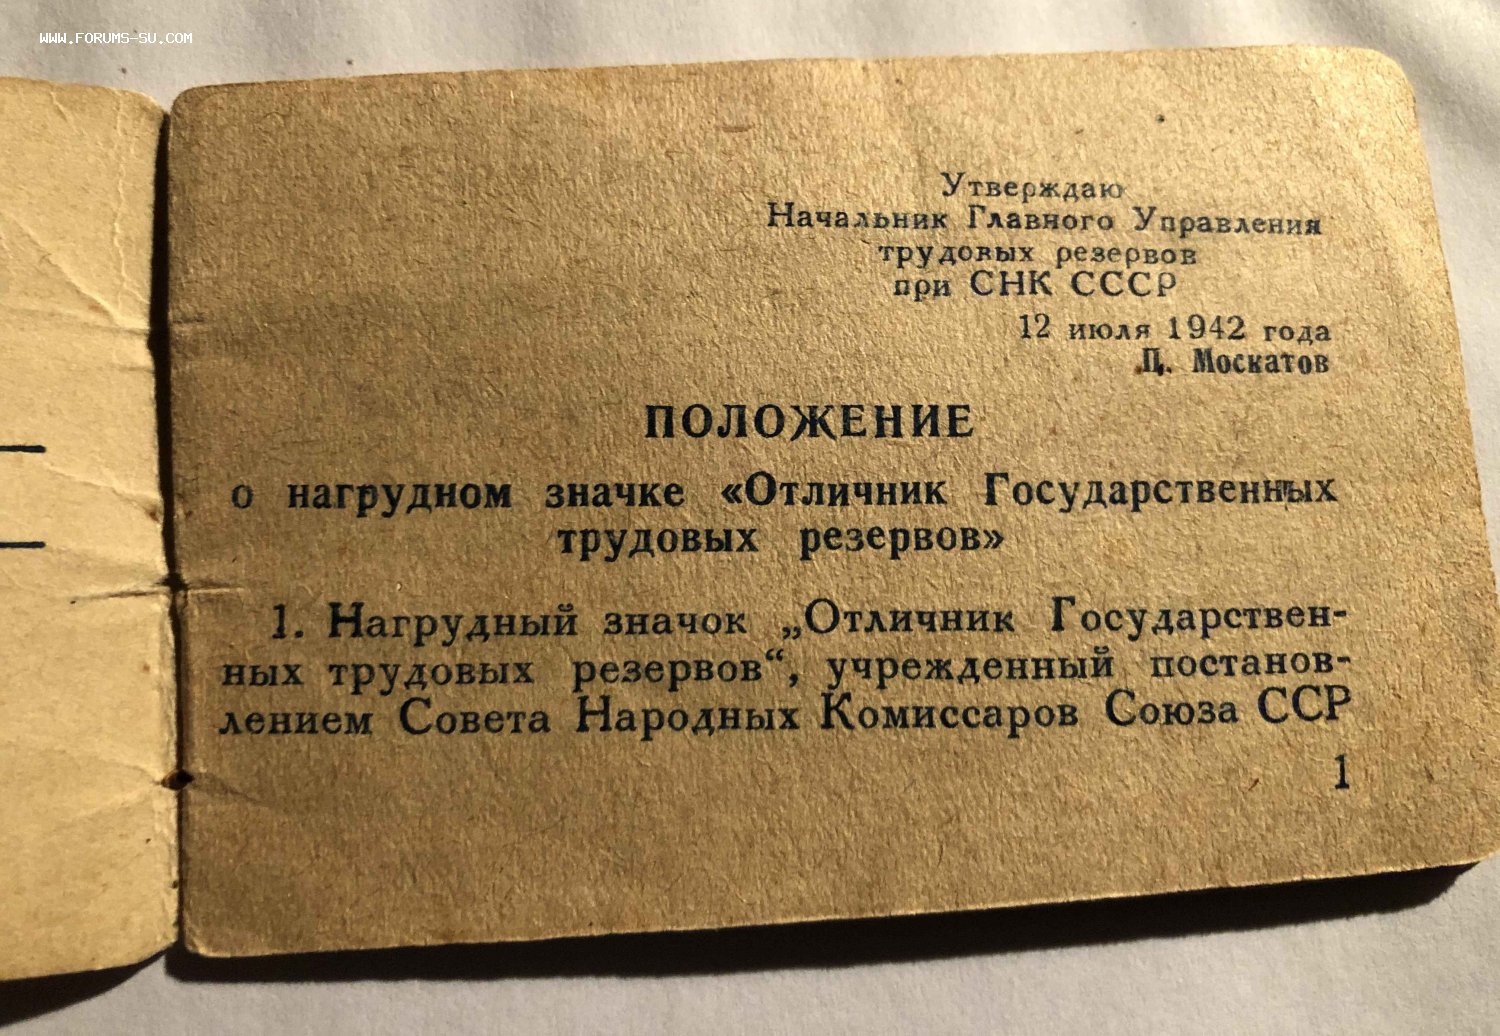 www.forums-su.com
Утверждаю
Начальник Главного Управления
трудовых резервов
при СНК СССР
12 июля 1942 года
П. Москатов
ПОЛОЖЕНИЕ
о нагрудном значке «Отличник Государственных
трудовых резервов»
1. Нагрудный значок „Отличник Государствен-
ных трудовых резервов“, учрежденный постанов-
лением Совета Народных Комиссаров Союза ССР
1